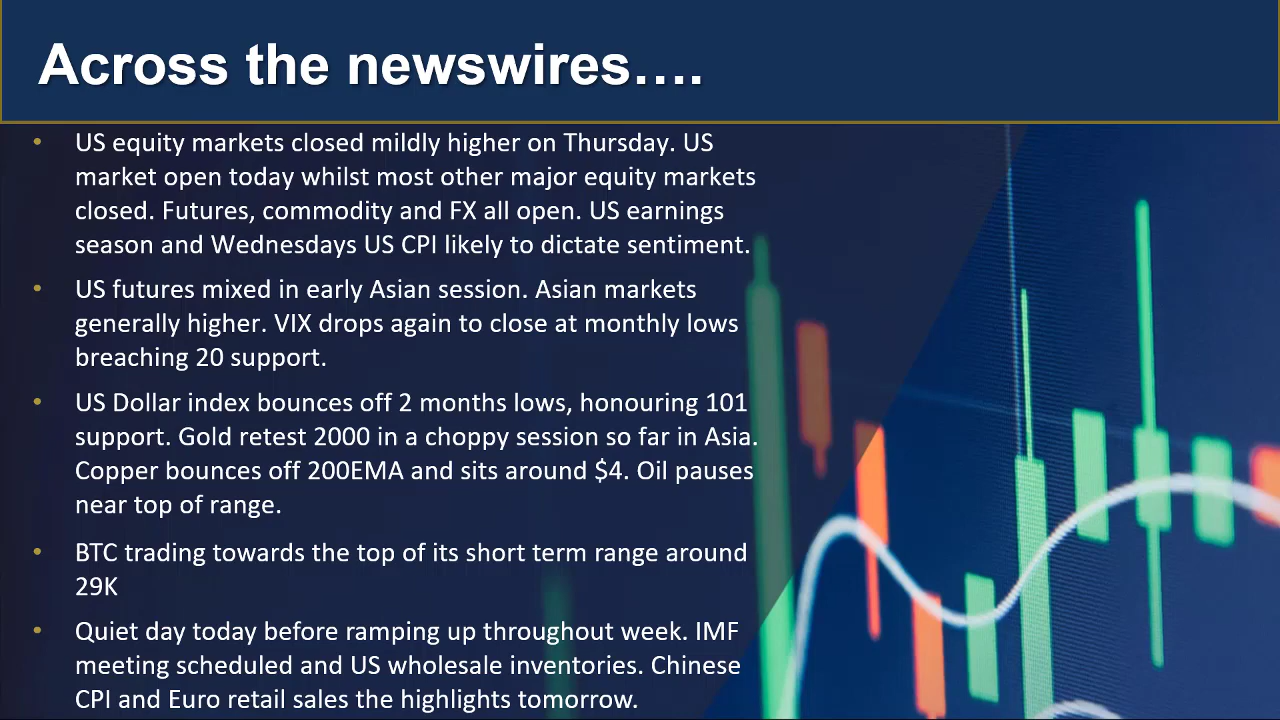 Across the newswires….
• US equity markets closed mildly higher on Thursday. US
market open today whilst most other major equity markets
closed. Futures, commodity and FX all open. US earnings
season and Wednesdays US CPI likely to dictate sentiment.
• US futures mixed in early Asian session. Asian markets
generally higher. VIX drops again to close at monthly lows
breaching 20 support.
• US Dollar index bounces off 2 months lows, honouring 101
support. Gold retest 2000 in a choppy session so far in Asia.
Copper bounces off 200EMA and sits around $4. Oil pauses
near top of range.
• BTC trading towards the top of its short term range around
29K
• Quiet day today before ramping up throughout week. IMF
meeting scheduled and US wholesale inventories. Chinese
CPI and Euro retail sales the highlights tomorrow.